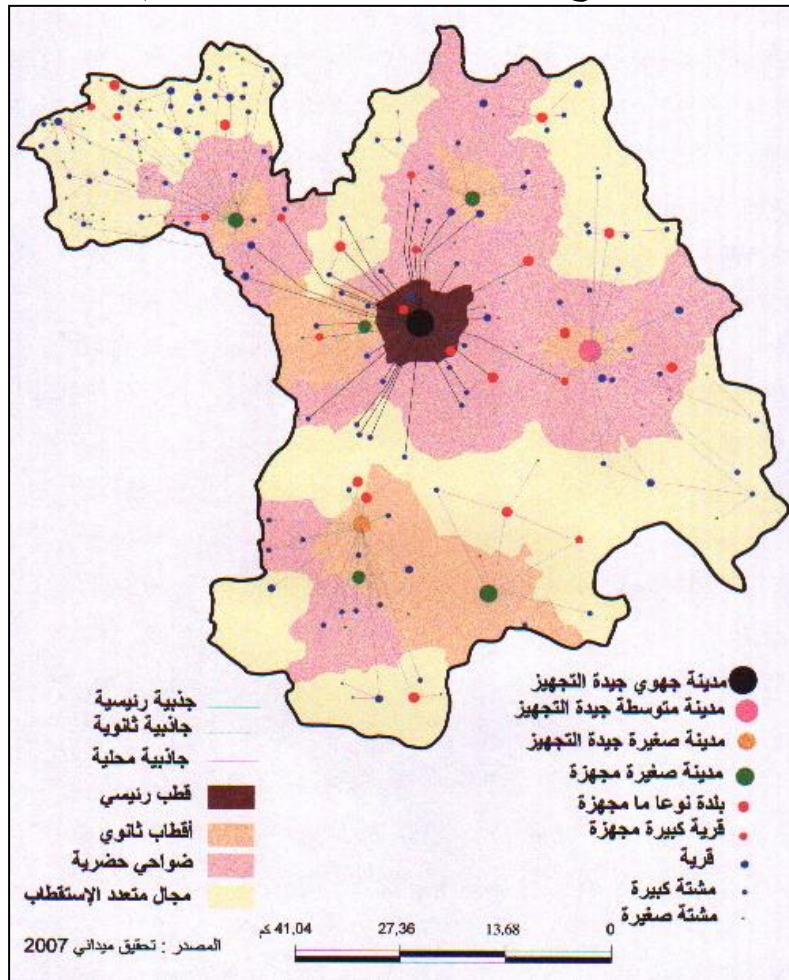 مدينة جهوي جيدة التجهيز
مدينة متوسطة جيدة التجهيز
مدينة صغيرة جيدة التجهيز
مدينة صغيرة مجهزة
بلدة نوعا ما مجهزة
قرية كبيرة مجهزة
قرية
مشتة كبيرة
مشتة صغيرة
جذبية رئيسية
جاذبية ثانوية
جاذبية محلية
قطب رئيسي
أقطاب ثانوي
ضواحي حضرية
مجال متعدد الإستقطاب
0 13,68 27,36 41,04 كم
المصدر : تحقيق ميداني 2007